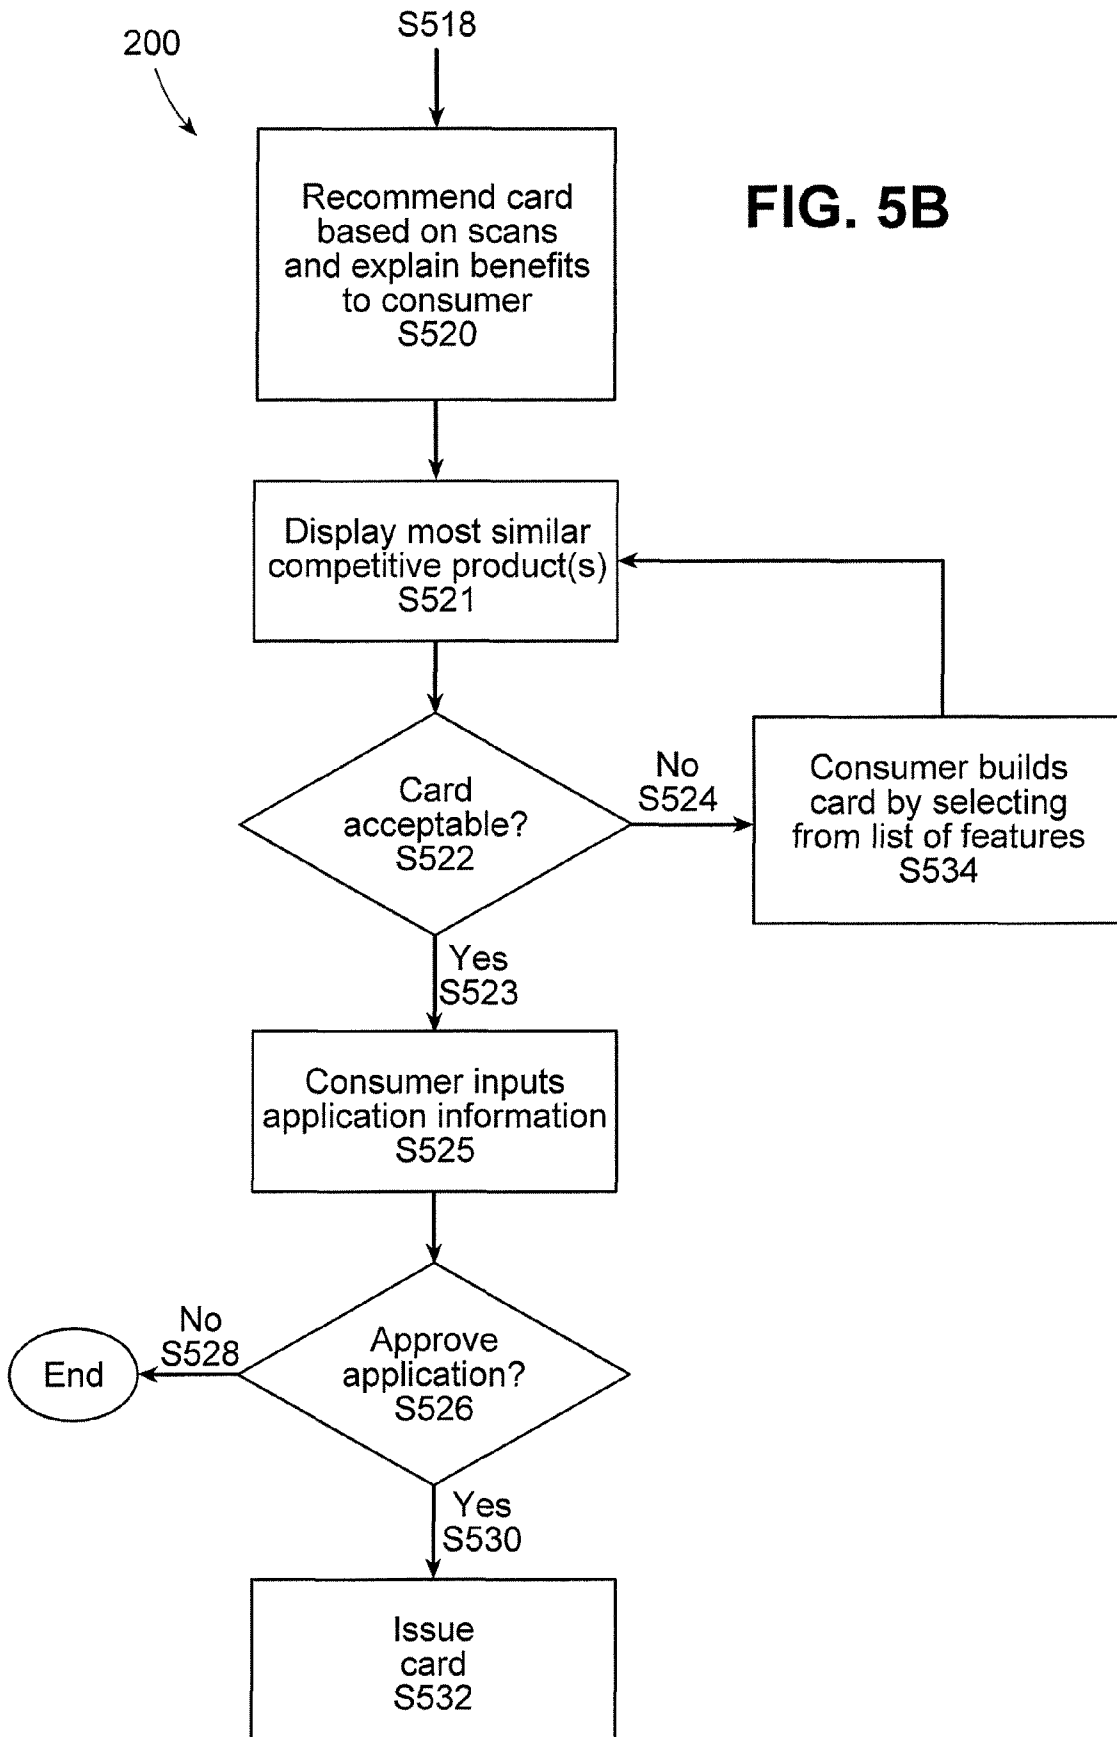 200
S518
FIG. 5B
Recommend card
based on scans
and explain benefits
to consumer
S520
Display most similar
competitive product(s)
S521
Card
acceptable?
S522
No
S524
Consumer builds
card by selecting
from list of features
S534
Yes
S523
Consumer inputs
application information
S525
Approve
application?
S526
No
S528
End
Yes
S530
Issue
card
S532